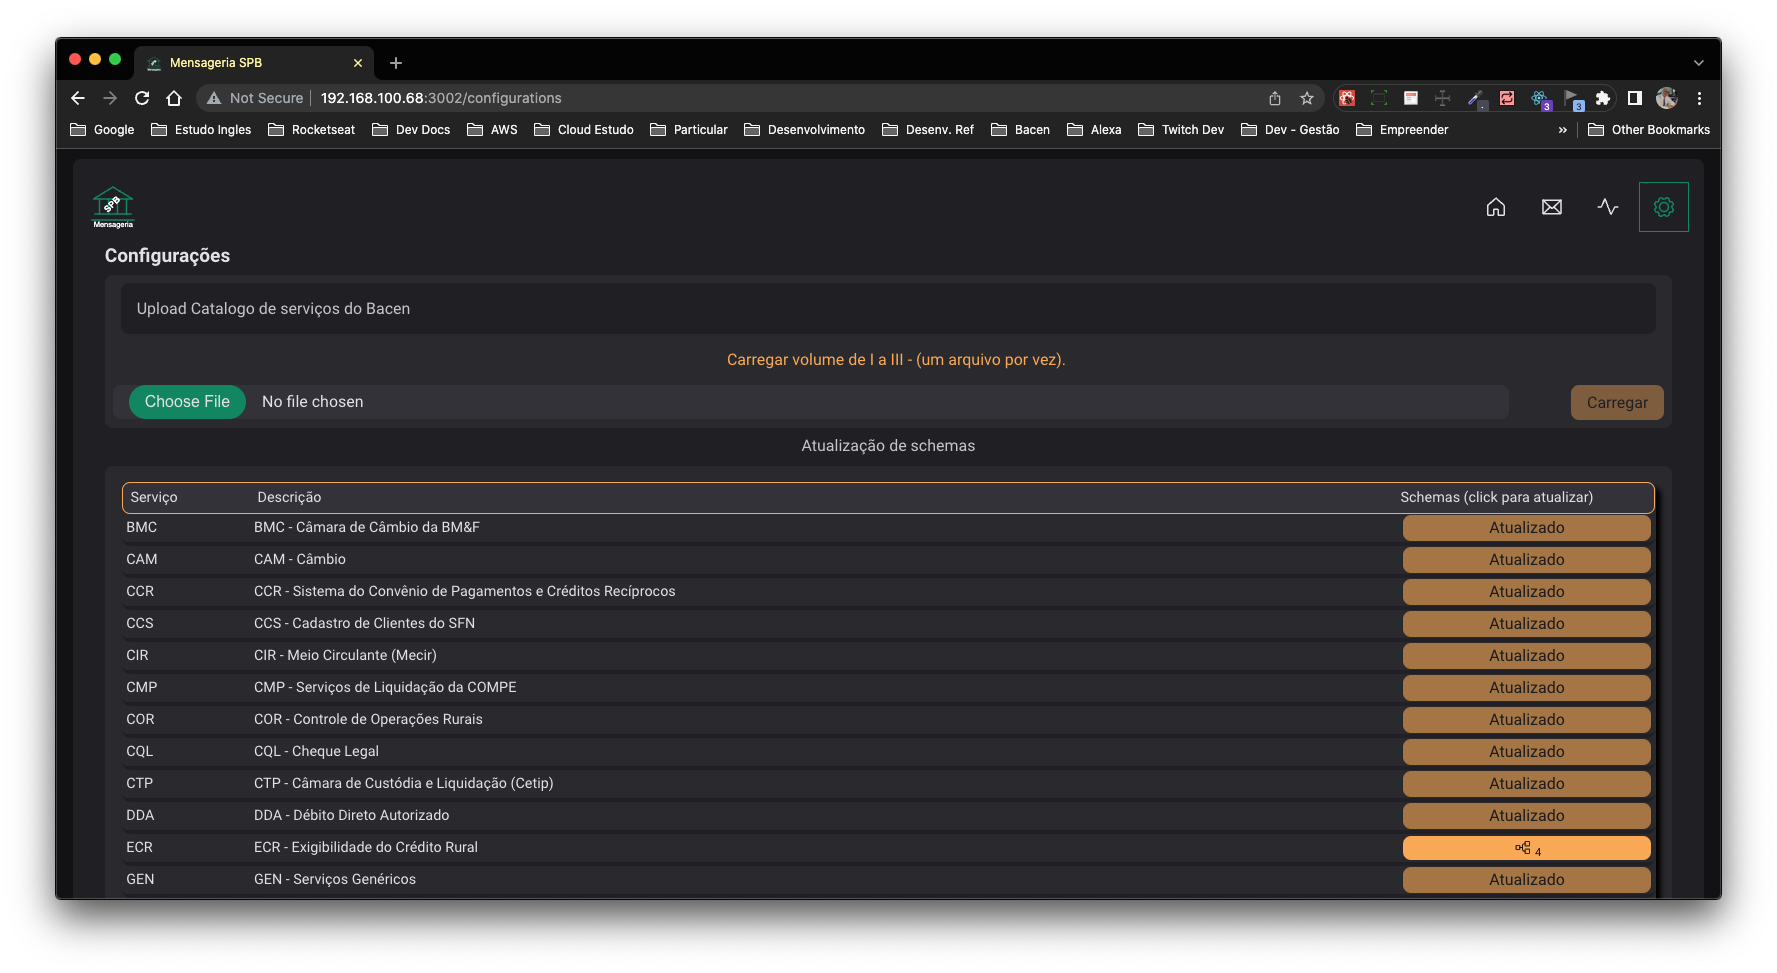 Mensageria SPB
Not Secure 192.168.100.68:3002/configurations
3 3
Google Estudo Ingles Rocketseat Dev Docs AWS Cloud Estudo Particular Desenvolvimento Desenv. Ref Bacen Alexa Twitch Dev Dev - Gestão Empreender » Other Bookmarks
SPB
Mensageria
Configurações
Upload Catalogo de serviços do Bacen
Carregar volume de I a III - (um arquivo por vez).
Choose File No file chosen Carregar
Atualização de schemas
Serviço Descrição Schemas (click para atualizar)
BMC BMC - Câmara de Câmbio da BM&F Atualizado
CAM CAM - Câmbio Atualizado
CCR CCR - Sistema do Convênio de Pagamentos e Créditos Recíprocos Atualizado
CCS CCS - Cadastro de Clientes do SFN Atualizado
CIR CIR - Meio Circulante (Mecir) Atualizado
CMP CMP - Serviços de Liquidação da COMPE Atualizado
COR COR - Controle de Operações Rurais Atualizado
CQL CQL - Cheque Legal Atualizado
CTP CTP - Câmara de Custódia e Liquidação (Cetip) Atualizado
DDA DDA - Débito Direto Autorizado Atualizado
ECR ECR - Exigibilidade do Crédito Rural 4
GEN GEN - Serviços Genéricos Atualizado